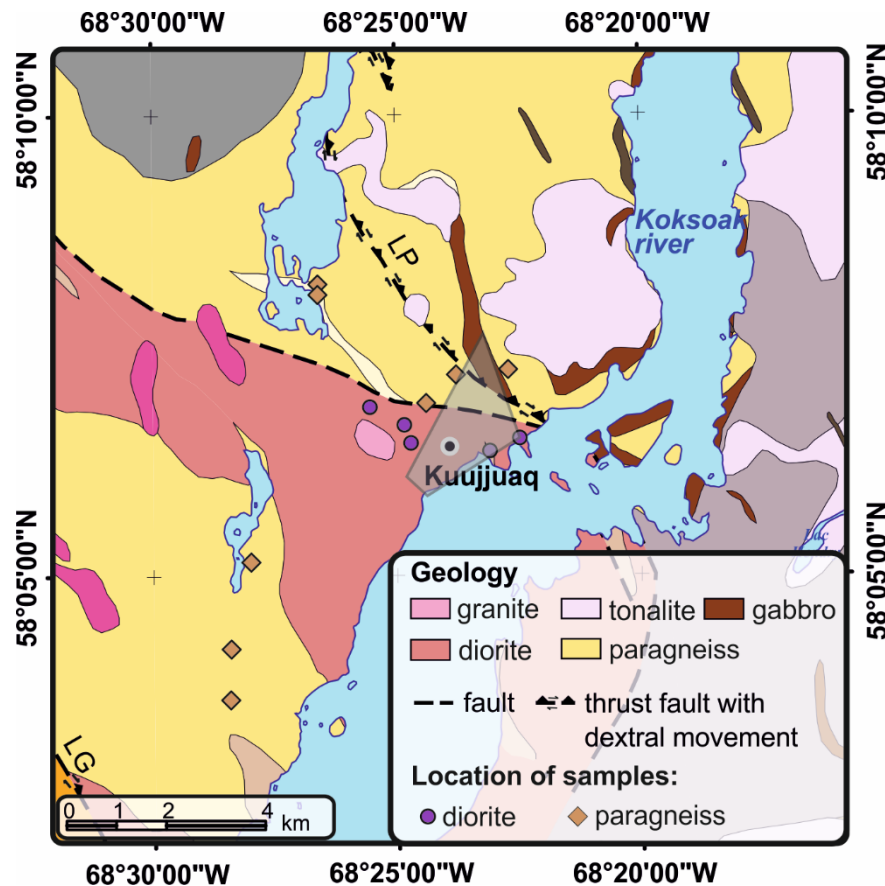 68°30'00"W 68°25'00"W 68°20'00"W
58°10'00"N
58°10'00"N
Koksoak
river
LP
Kuujjuaq
58°05'00"N
58°05'00"N
Geology
granite tonalite gabbro
diorite paragneiss
fault thrust fault with
dextral movement
Location of samples:
diorite paragneiss
LG
0 1 2 4
km
68°30'00"W 68°25'00"W 68°20'00"W